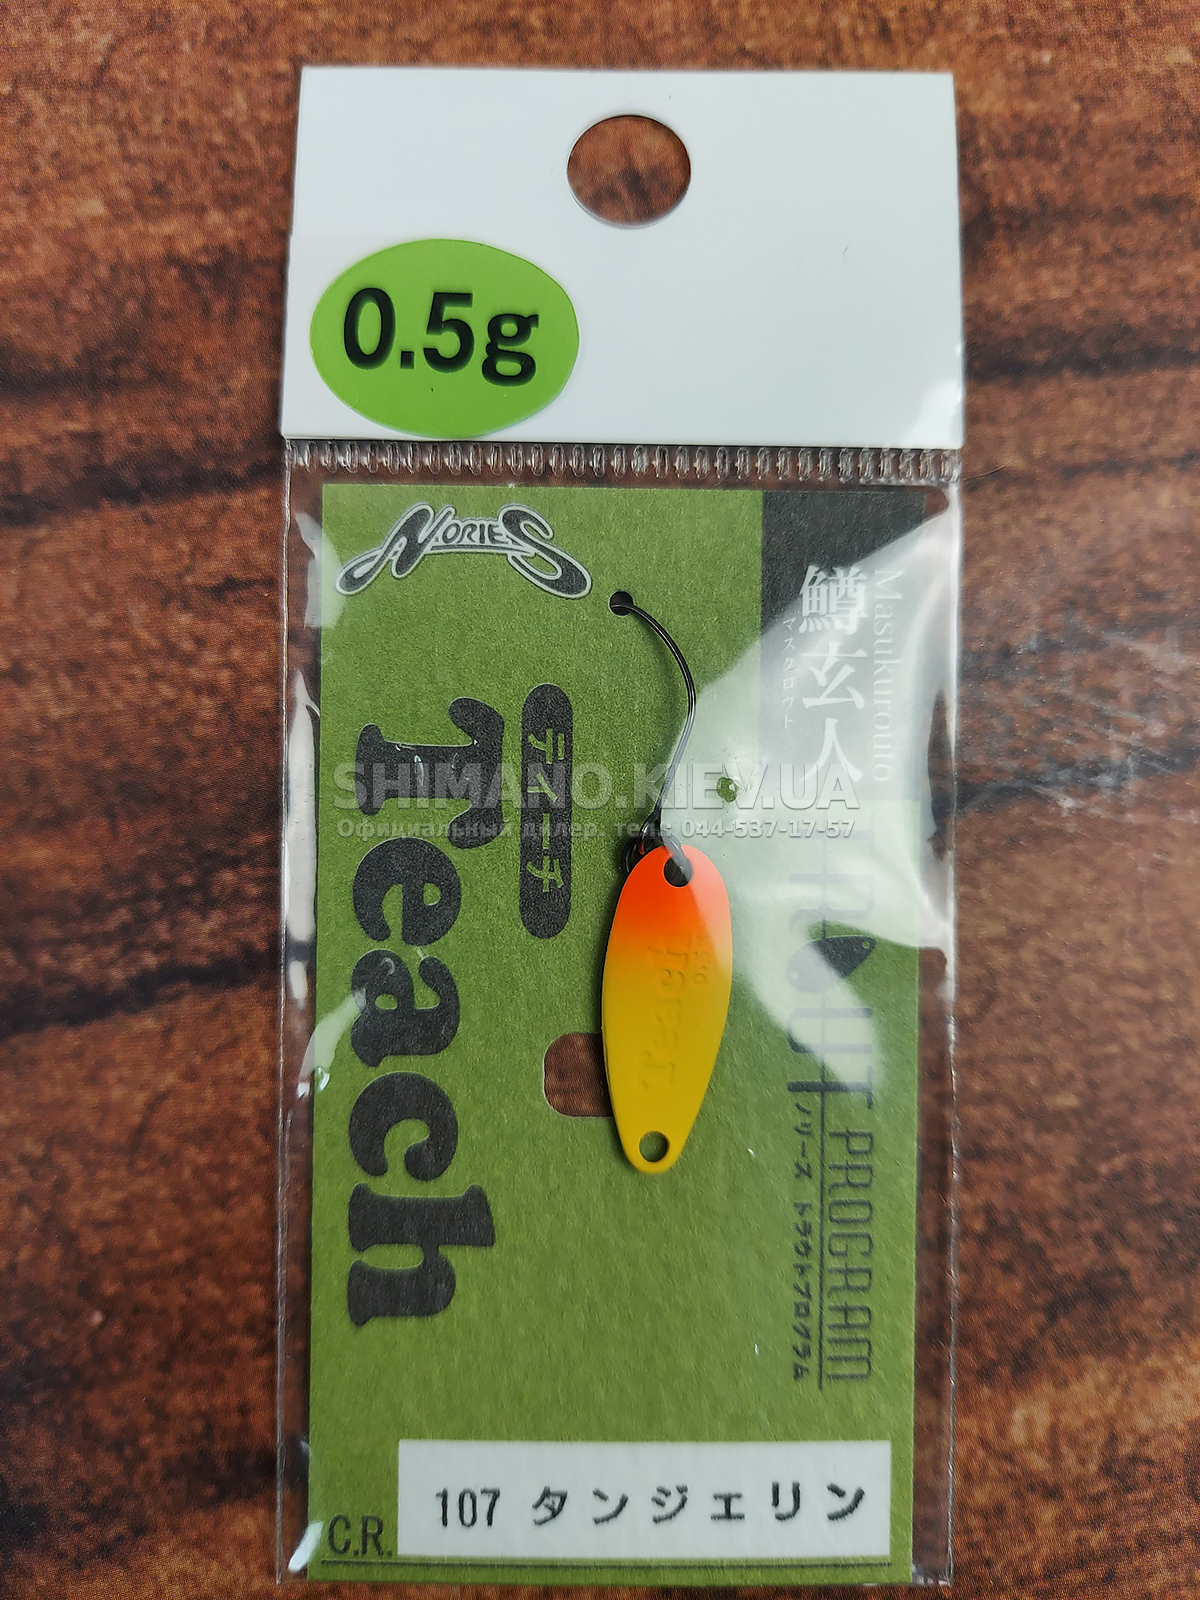 0.5g
NORIES
鱒玄人
Masukurouto
マスクロウト
ティーチ
Teach
SHIMANO.KIEV.UA
Официальный дилер. тел.: 044-537-17-57
TROUT PROGRAM
ノリーズ トラウトプログラム
C.R. 107 タンジェリン